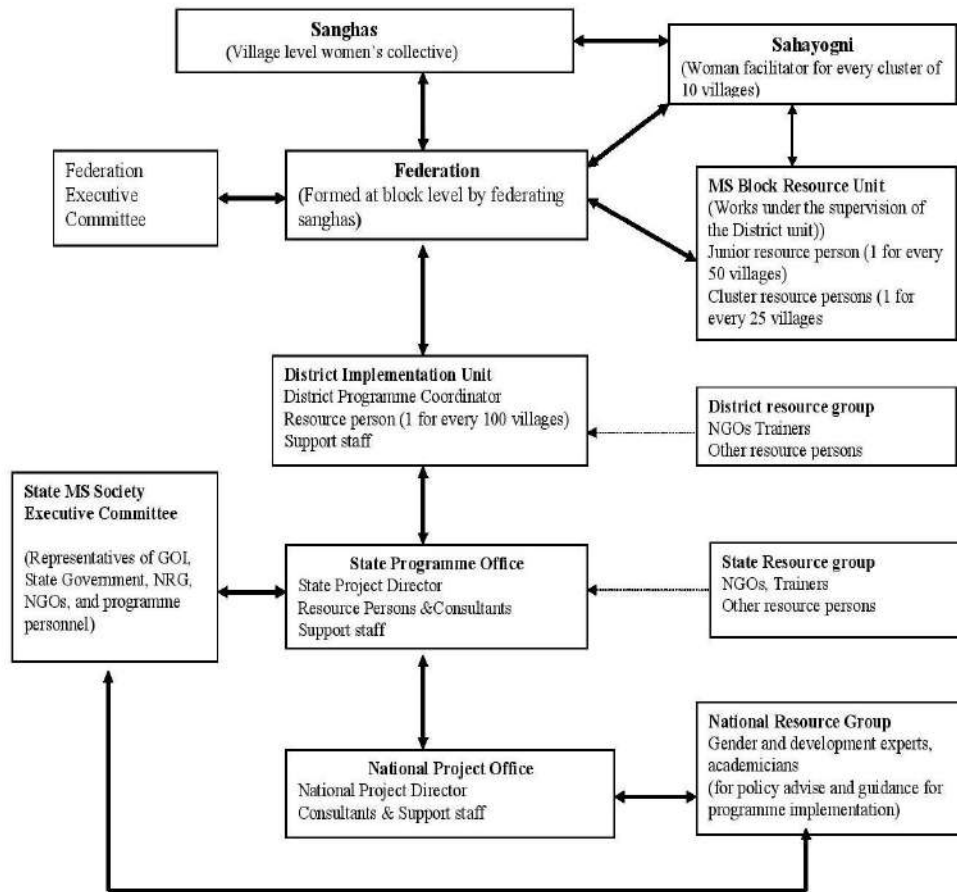 Sanghas
(Village level women's collective)
Sahayogni
(Woman facilitator for every cluster of
10 villages)
Federation
Executive
Committee
Federation
(Formed at block level by federating
sanghas)
MS Block Resource Unit
(Works under the supervision of
the District unit))
Junior resource person (1 for every
50 villages)
Cluster resource persons (1 for
every 25 villages
District Implementation Unit
District Programme Coordinator
Resource person (1 for every 100 villages)
Support staff
District resource group
NGOs Trainers
Other resource persons
State MS Society
Executive Committee
(Representatives of GOI,
State Government, NRG,
NGOs, and programme
personnel)
State Programme Office
State Project Director
Resource Persons &Consultants
Support staff
State Resource group
NGOs, Trainers
Other resource persons
National Project Office
National Project Director
Consultants & Support staff
National Resource Group
Gender and development experts,
academicians
(for policy advise and guidance for
programme implementation)